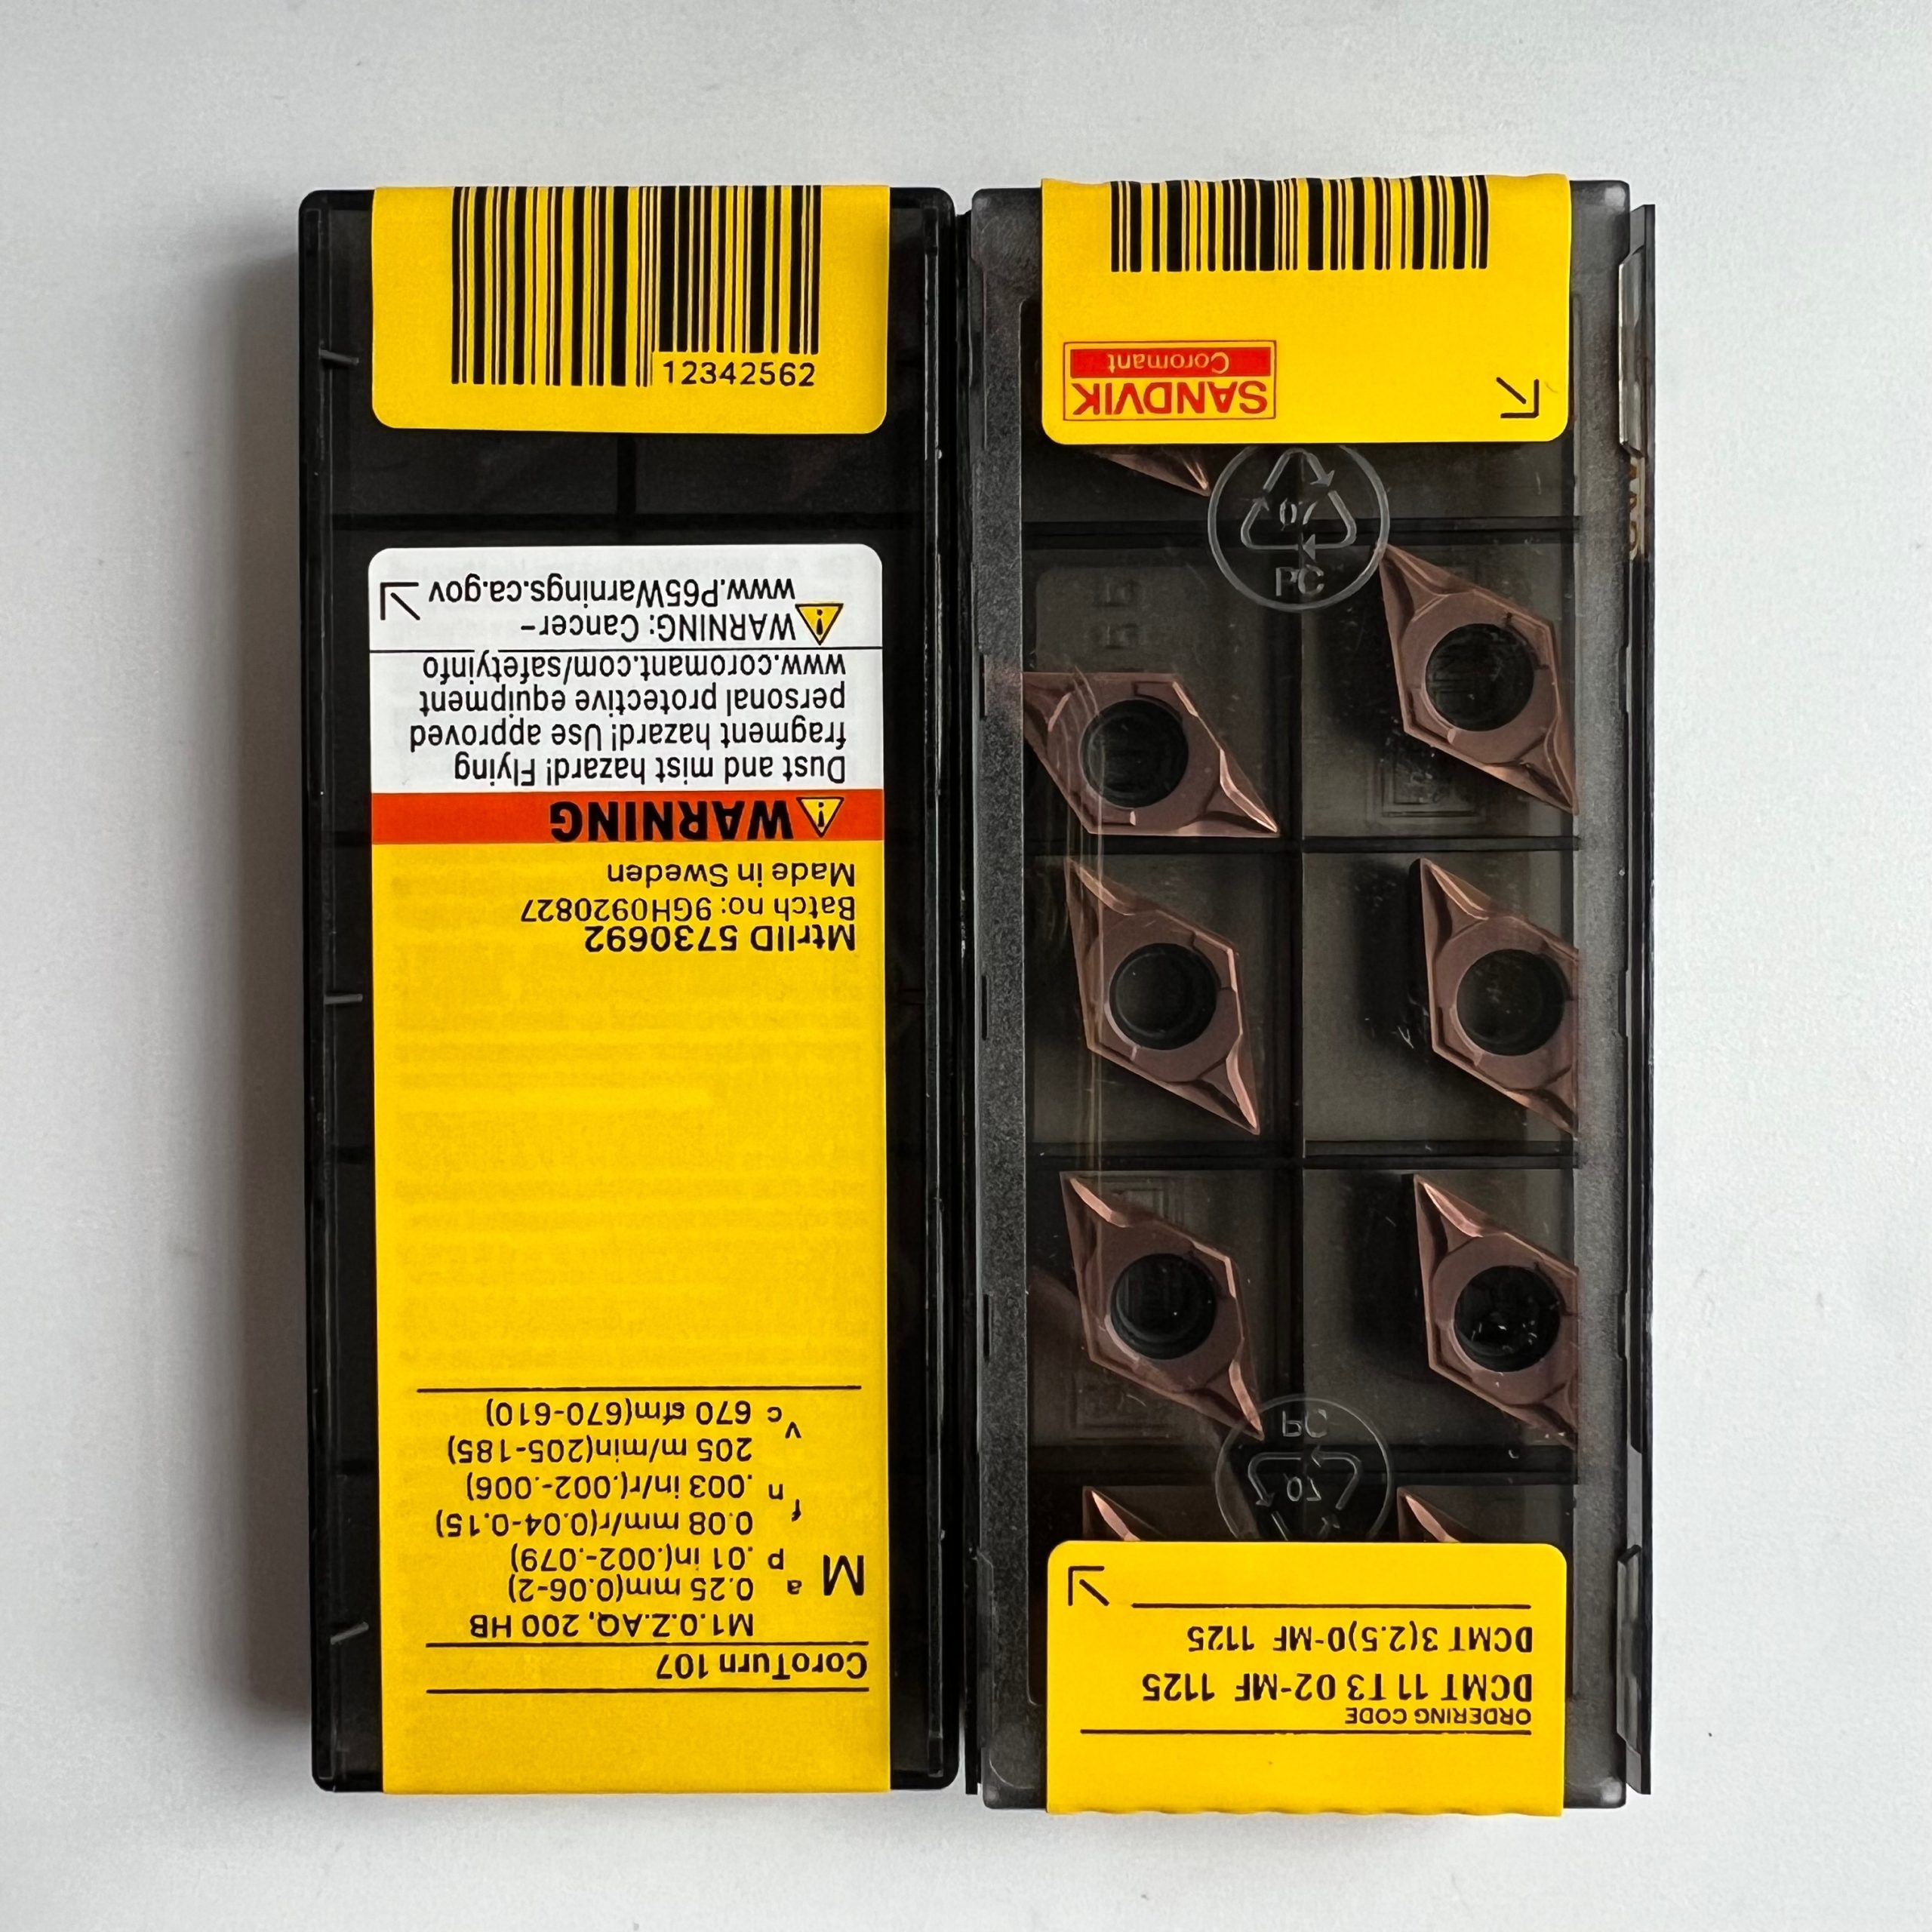 12342562
CoroTurn 107
M1.0.Z.AQ, 200 HB
M
a 0.25 mm(0.06-2)
p .01 in(.002-.079)
f 0.08 mm/r(0.04-0.15)
n .003 in/r(.002-.006)
v 205 m/min(205-185)
c 670 sfm(670-610)
MtrlID 5730692
Batch no: 9GH0920827
Made in Sweden
WARNING
Dust and mist hazard! Flying
fragment hazard! Use approved
personal protective equipment
www.coromant.com/safetyinfo
WARNING: Cancer-
www.P65Warnings.ca.gov
ORDERING CODE
DCMT 11 T3 02-MF 1125
DCMT 3(2.5)0-MF 1125
07
PC
07
PC
SANDVIK
Coromant